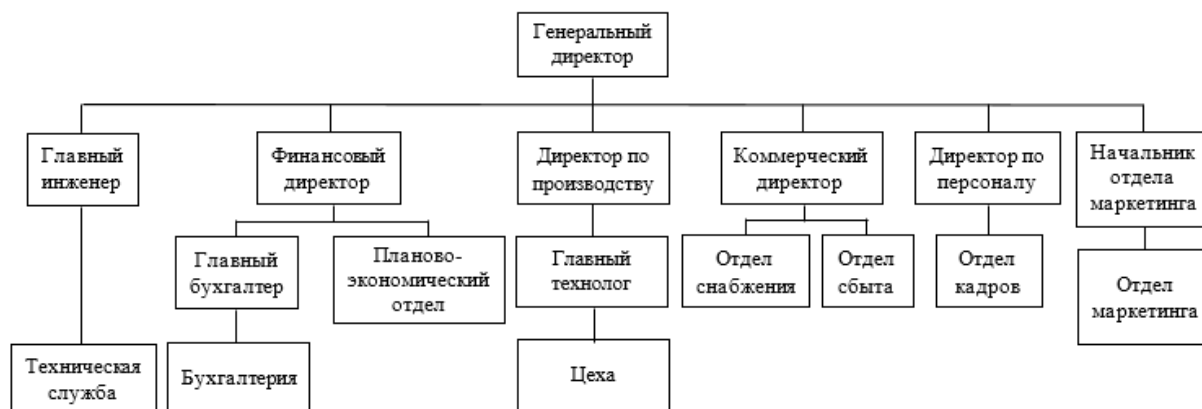 Генеральный
директор
Главный
инженер
Финансовый
директор
Директор по
производству
Коммерческий
директор
Директор по
персоналу
Начальник
отдела
маркетинга
Главный
бухгалтер
Планово-
экономический
отдел
Главный
технолог
Отдел
снабжения
Отдел
сбыта
Отдел
кадров
Отдел
маркетинга
Техническая
служба
Бухгалтерия
Цеха